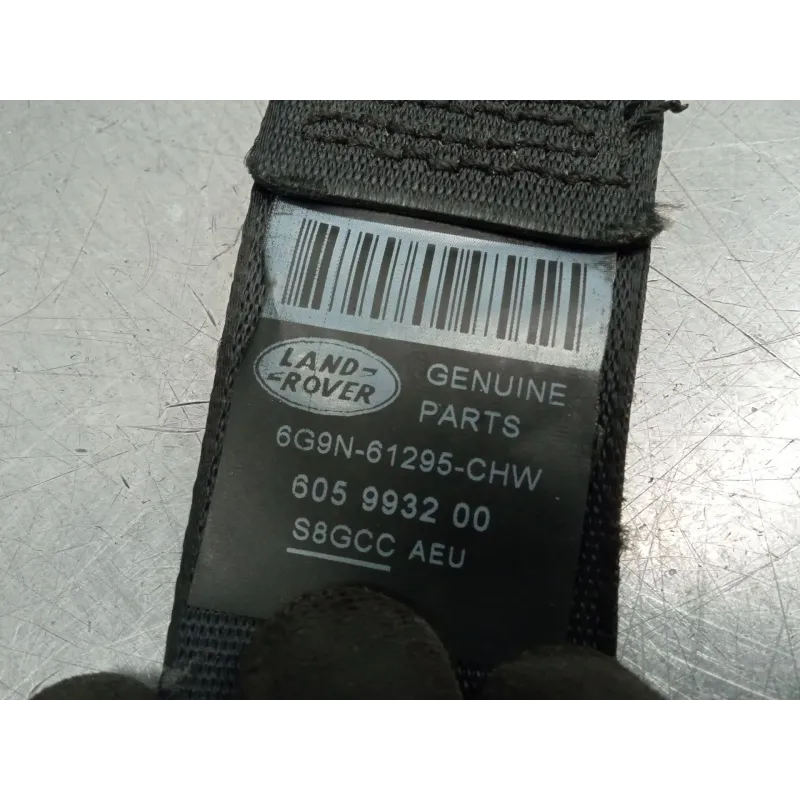 LAND-
-ROVER
GENUINE
PARTS
6G9N-61295-CHW
605 9932 00
S8GCC AEU